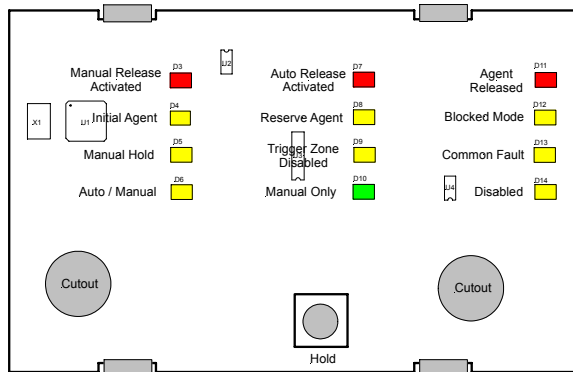 D3
Manual Release
Activated
U2
D7
Auto Release
Activated
D11
Agent
Released
X1
U1
D4
Initial Agent
D8
Reserve Agent
D12
Blocked Mode
D5
Manual Hold
U3
D9
Trigger Zone
Disabled
D13
Common Fault
D6
Auto / Manual
D10
Manual Only
U4
D14
Disabled
Cutout
Cutout
Hold